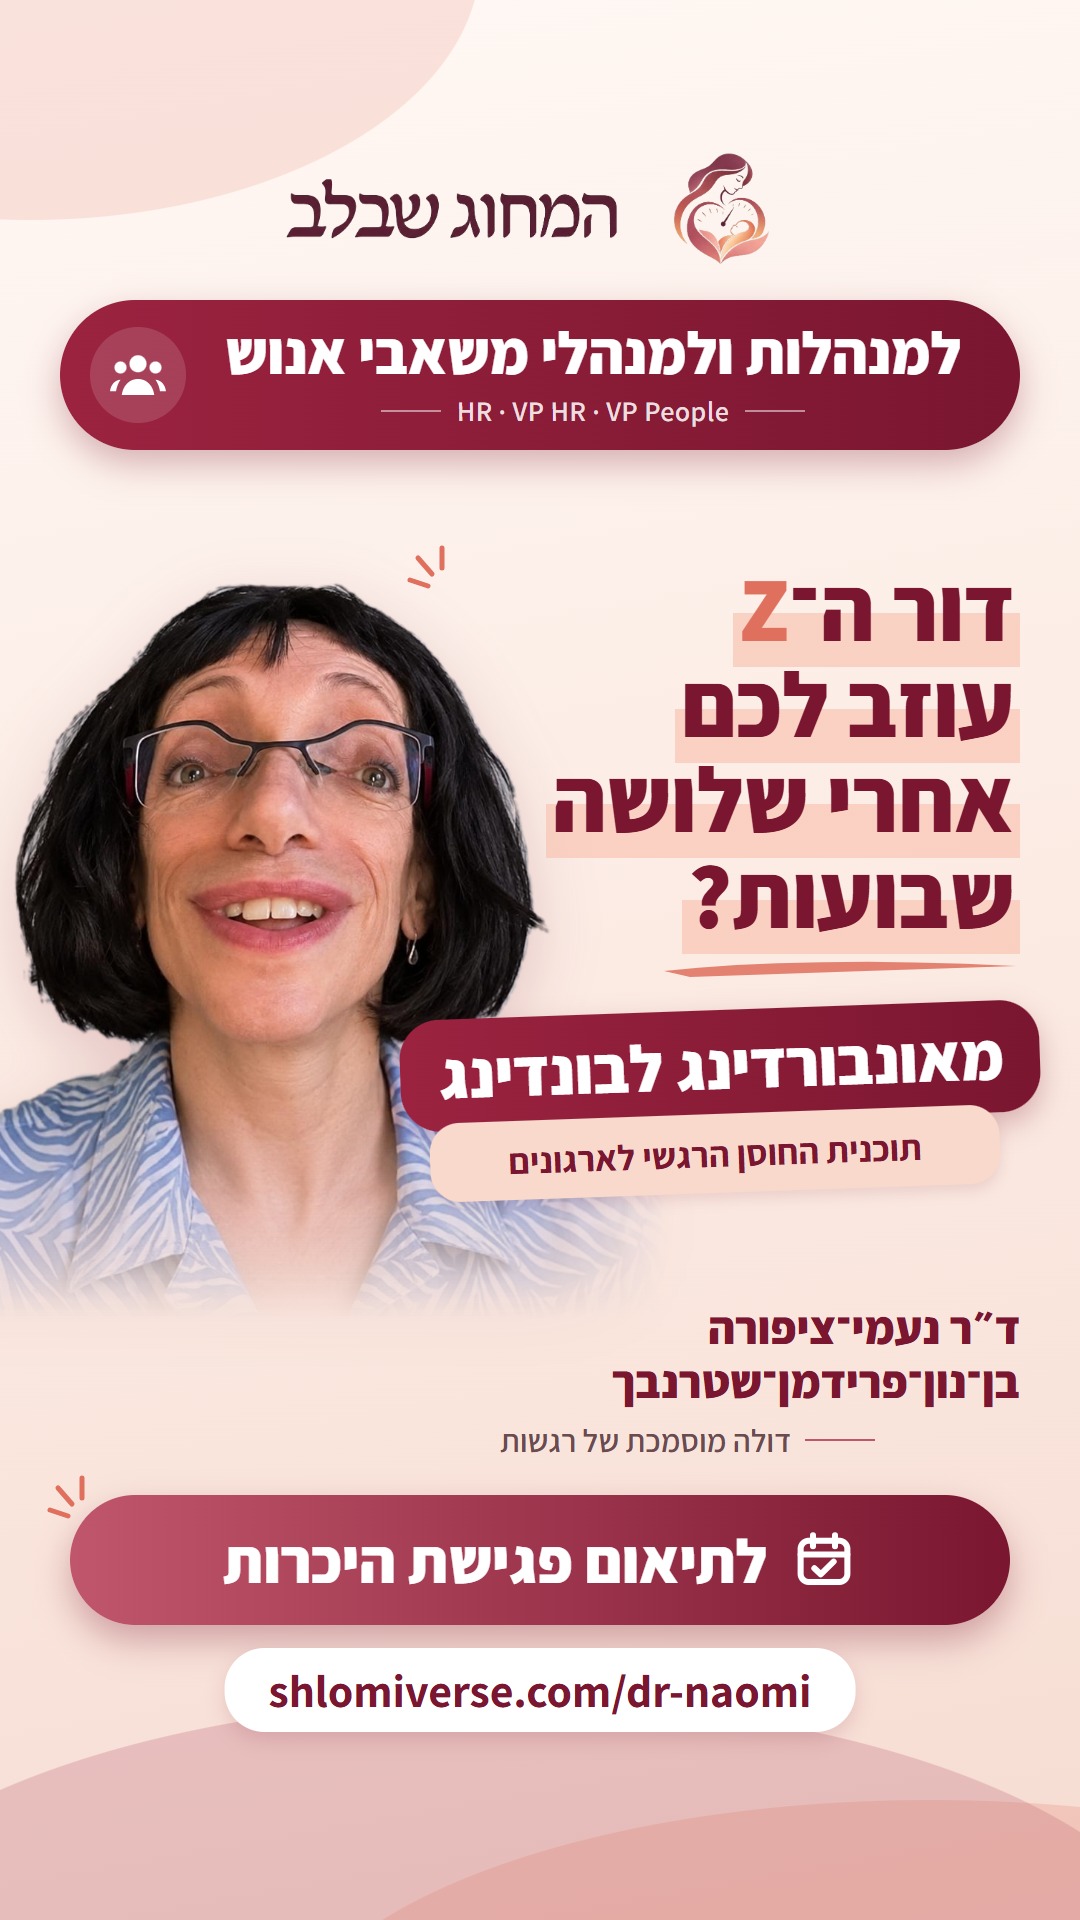 המחוג שבלב
למנהלות ולמנהלי משאבי אנוש
HR · VP HR · VP People
דור ה־Z
עוזב לכם
אחרי שלושה
שבועות?
מאונבורדינג לבונדינג
תוכנית החוסן הרגשי לארגונים
ד״ר נעמי־ציפורה
בן־נון־פרידמן־שטרנבך
דולה מוסמכת של רגשות
לתיאום פגישת היכרות
shlomiverse.com/dr-naomi